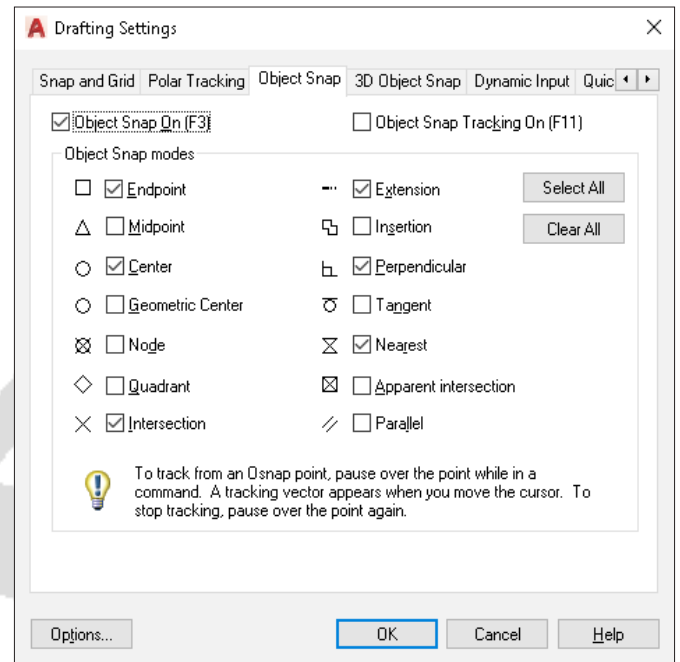 Drafting Settings
Snap and Grid Polar Tracking Object Snap 3D Object Snap Dynamic Input Quic
Object Snap On (F3) Object Snap Tracking On (F11)
Object Snap modes
Endpoint Extension Select All
Midpoint Insertion Clear All
Center Perpendicular
Geometric Center Tangent
Node Nearest
Quadrant Apparent intersection
Intersection Parallel
To track from an Osnap point, pause over the point while in a
command. A tracking vector appears when you move the cursor. To
stop tracking, pause over the point again.
Options... OK Cancel Help